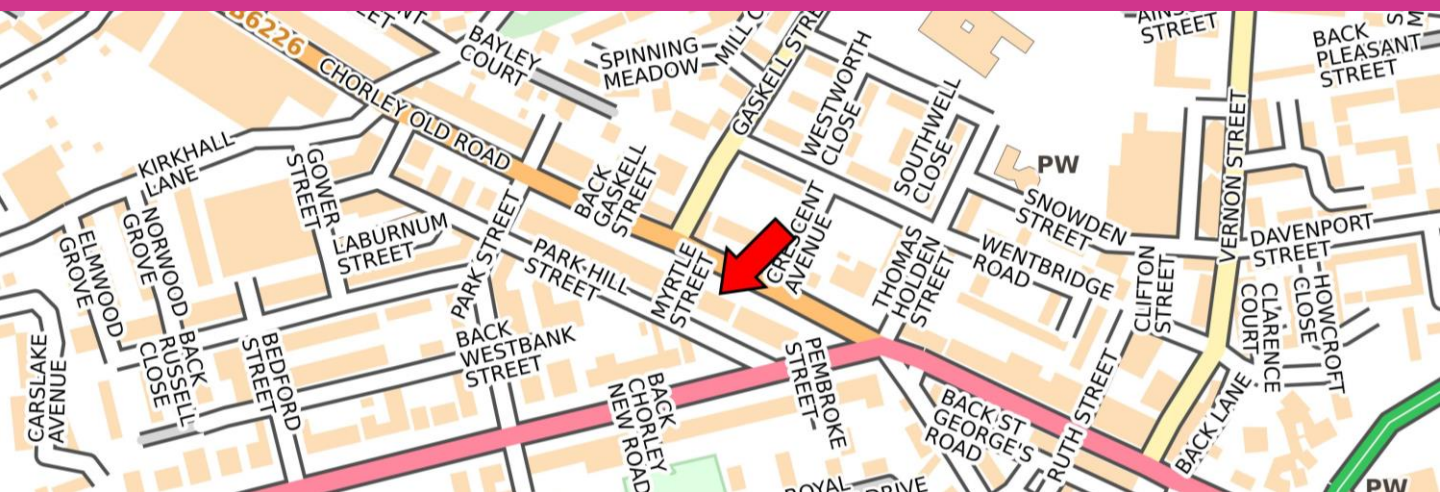 B6226
STREET
BAYLEY
COURT
SPINNING
MEADOW
MILL
GASKELL STRE
WESTWORTH
CLOSE
SOUTHWELL
CLOSE
AINS
STREET
BACK
PLEASANT
STREET
CHORLEY OLD ROAD
KIRKHALL
LANE
GOWER
STREET
BACK
GASKELL
STREET
PW
SNOWDEN
STREET
VERNON STREET
DAVENPORT
STREET
ELMWOOD
GROVE
NORWOOD
GROVE
LABURNUM
STREET
PARK STREET
PARK HILL
STREET
MYRTLE
STREET
CRESCENT
AVENUE
THOMAS
HOLDEN
STREET
WENTBRIDGE
ROAD
CLIFTON
STREET
CLARENCE
COURT
HOWCROFT
CLOSE
CARSLAKE
AVENUE
BACK
RUSSELL
CLOSE
BEDFORD
STREET
BACK
WESTBANK
STREET
BACK
CHORLEY
NEW ROAD
PEMBROKE
STREET
BACK ST
GEORGE'S
ROAD
RUTH STREET
BACK LANE
ROYAL
DRIVE
PW